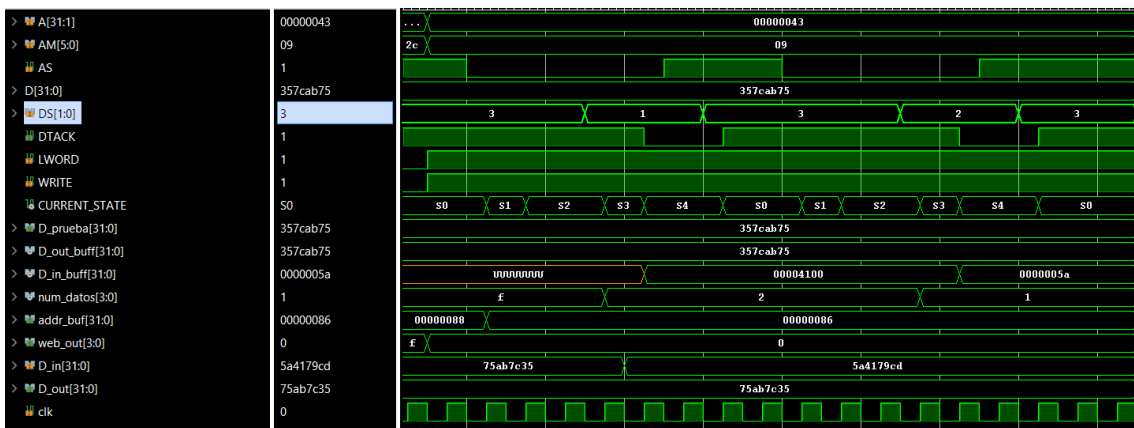 A[31:1] 00000043 ... 00000043
AM[5:0] 09 2c 09
AS 1
D[31:0] 357cab75 357cab75
DS[1:0] 3 3 1 3 2 3
DTACK 1
LWORD 1
WRITE 1
CURRENT_STATE S0 S0 S1 S2 S3 S4 S0 S1 S2 S3 S4 S0
D_prueba[31:0] 357cab75 357cab75
D_out_buff[31:0] 357cab75 357cab75
D_in_buff[31:0] 0000005a UUUUUUUU 00004100 0000005a
num_datos[3:0] 1 f 2 1
addr_buf[31:0] 00000086 00000088 00000086
web_out[3:0] 0 f 0
D_in[31:0] 5a4179cd 75ab7c35 5a4179cd
D_out[31:0] 75ab7c35 75ab7c35
clk 0